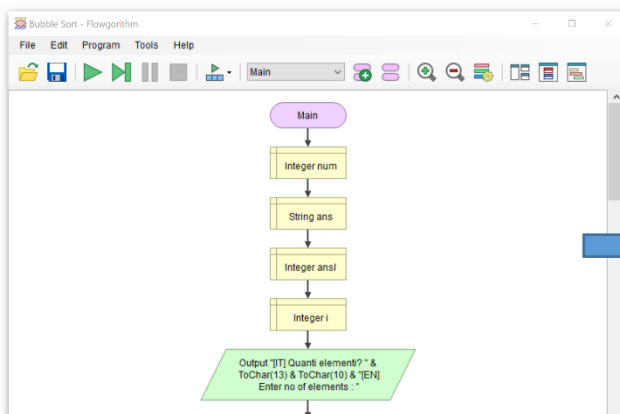 Bubble Sort - Flowgorithm
File Edit Program Tools Help
Main
Main
Integer num
String ans
Integer ansI
Integer i
Output "[IT] Quanti elementi? " &
ToChar(13) & ToChar(10) & "[EN]
Enter no of elements : "